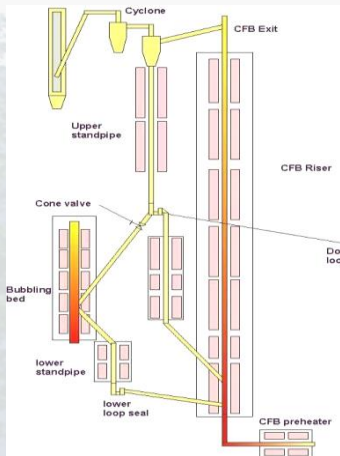 Cyclone
CFB Exit
Upper
standpipe
CFB Riser
Cone valve
Bubbling
bed
lower
standpipe
lower
loop seal
CFB preheater